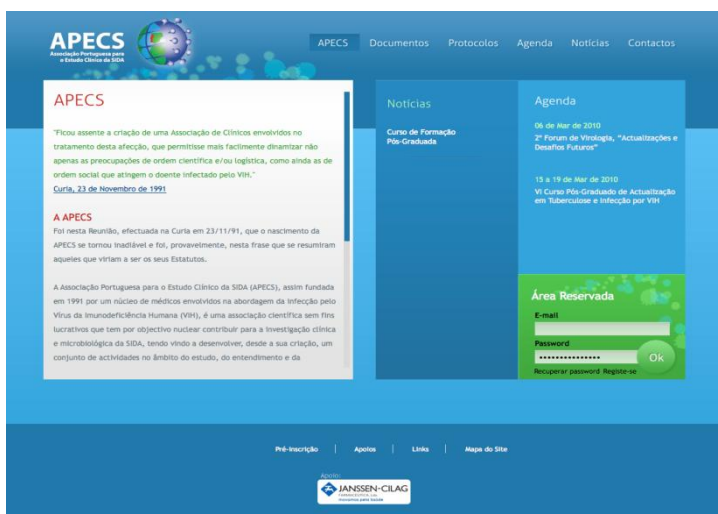 APECS
Associação Portuguesa para
o Estudo Clínico da SIDA
APECS Documentos Protocolos Agenda Notícias Contactos
APECS
"Ficou assente a criação de uma Associação de Clínicos envolvidos no
tratamento desta afecção, que permitisse mais facilmente dinamizar não
apenas as preocupações de ordem científica e/ou logística, como ainda as de
ordem social que atingem o doente infectado pelo VIH."
Curia, 23 de Novembro de 1991
A APECS
Foi nesta Reunião, efectuada na Curia em 23/11/91, que o nascimento da
APECS se tornou inadiável e foi, provavelmente, nesta frase que se resumiram
aqueles que viriam a ser os seus Estatutos.
A Associação Portuguesa para o Estudo Clínico da SIDA (APECS), assim fundada
em 1991 por um núcleo de médicos envolvidos na abordagem da infecção pelo
Vírus da Imunodeficiência Humana (VIH), é uma associação científica sem fins
lucrativos que tem por objectivo nuclear contribuir para a investigação clínica
e microbiológica da SIDA, tendo vindo a desenvolver, desde a sua criação, um
conjunto de actividades no âmbito do estudo, do entendimento e da
Notícias
Curso de Formação
Pós-Graduada
Agenda
06 de Mar de 2010
2º Forum de Virologia, "Actualizações e
Desafios Futuros"
15 a 19 de Mar de 2010
VI Curso Pós-Graduado de Actualização
em Tuberculose e Infecção por VIH
Área Reservada
E-mail
Password
•••••••••••••••
Ok
Recuperar password Registe-se
Pré-Inscrição | Apoios | Links | Mapa do Site
Apoio:
JANSSEN-CILAG